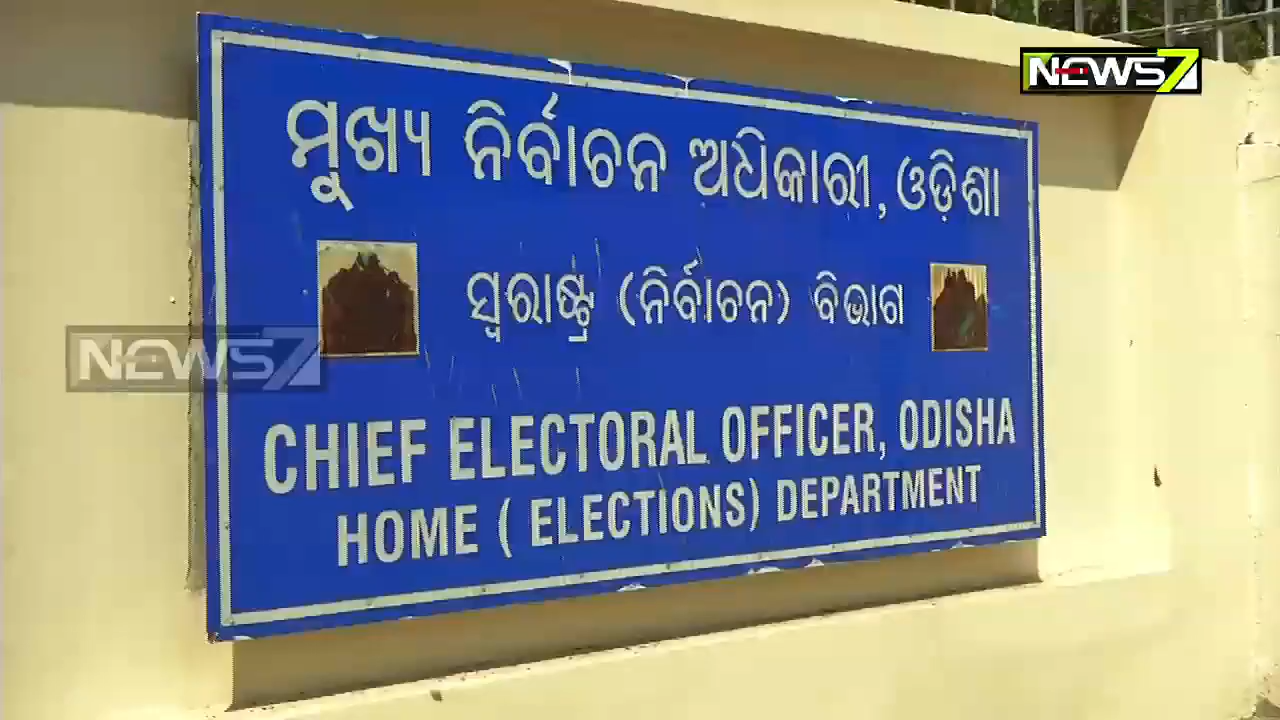 NEWS7
ମୁଖ୍ୟ ନିର୍ବାଚନ ଅଧିକାରୀ, ଓଡ଼ିଶା
ସ୍ୱରାଷ୍ଟ୍ର (ନିର୍ବାଚନ) ବିଭାଗ
NEWS7
CHIEF ELECTORAL OFFICER, ODISHA
HOME ( ELECTIONS) DEPARTMENT